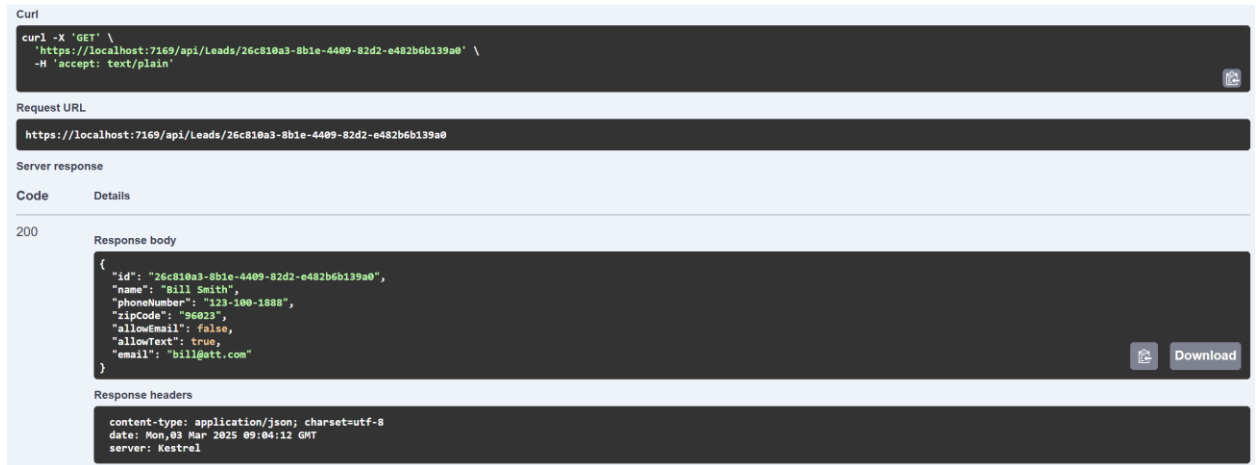 Curl
curl -X 'GET' \
  'https://localhost:7169/api/Leads/26c810a3-8b1e-4409-82d2-e482b6b139a0' \
  -H 'accept: text/plain'
Request URL
https://localhost:7169/api/Leads/26c810a3-8b1e-4409-82d2-e482b6b139a0
Server response
Code Details
200
Response body
{
  "id": "26c810a3-8b1e-4409-82d2-e482b6b139a0",
  "name": "Bill Smith",
  "phoneNumber": "123-100-1888",
  "zipCode": "96023",
  "allowEmail": false,
  "allowText": true,
  "email": "bill@att.com"
}
Download
Response headers
content-type: application/json; charset=utf-8
date: Mon,03 Mar 2025 09:04:12 GMT
server: Kestrel